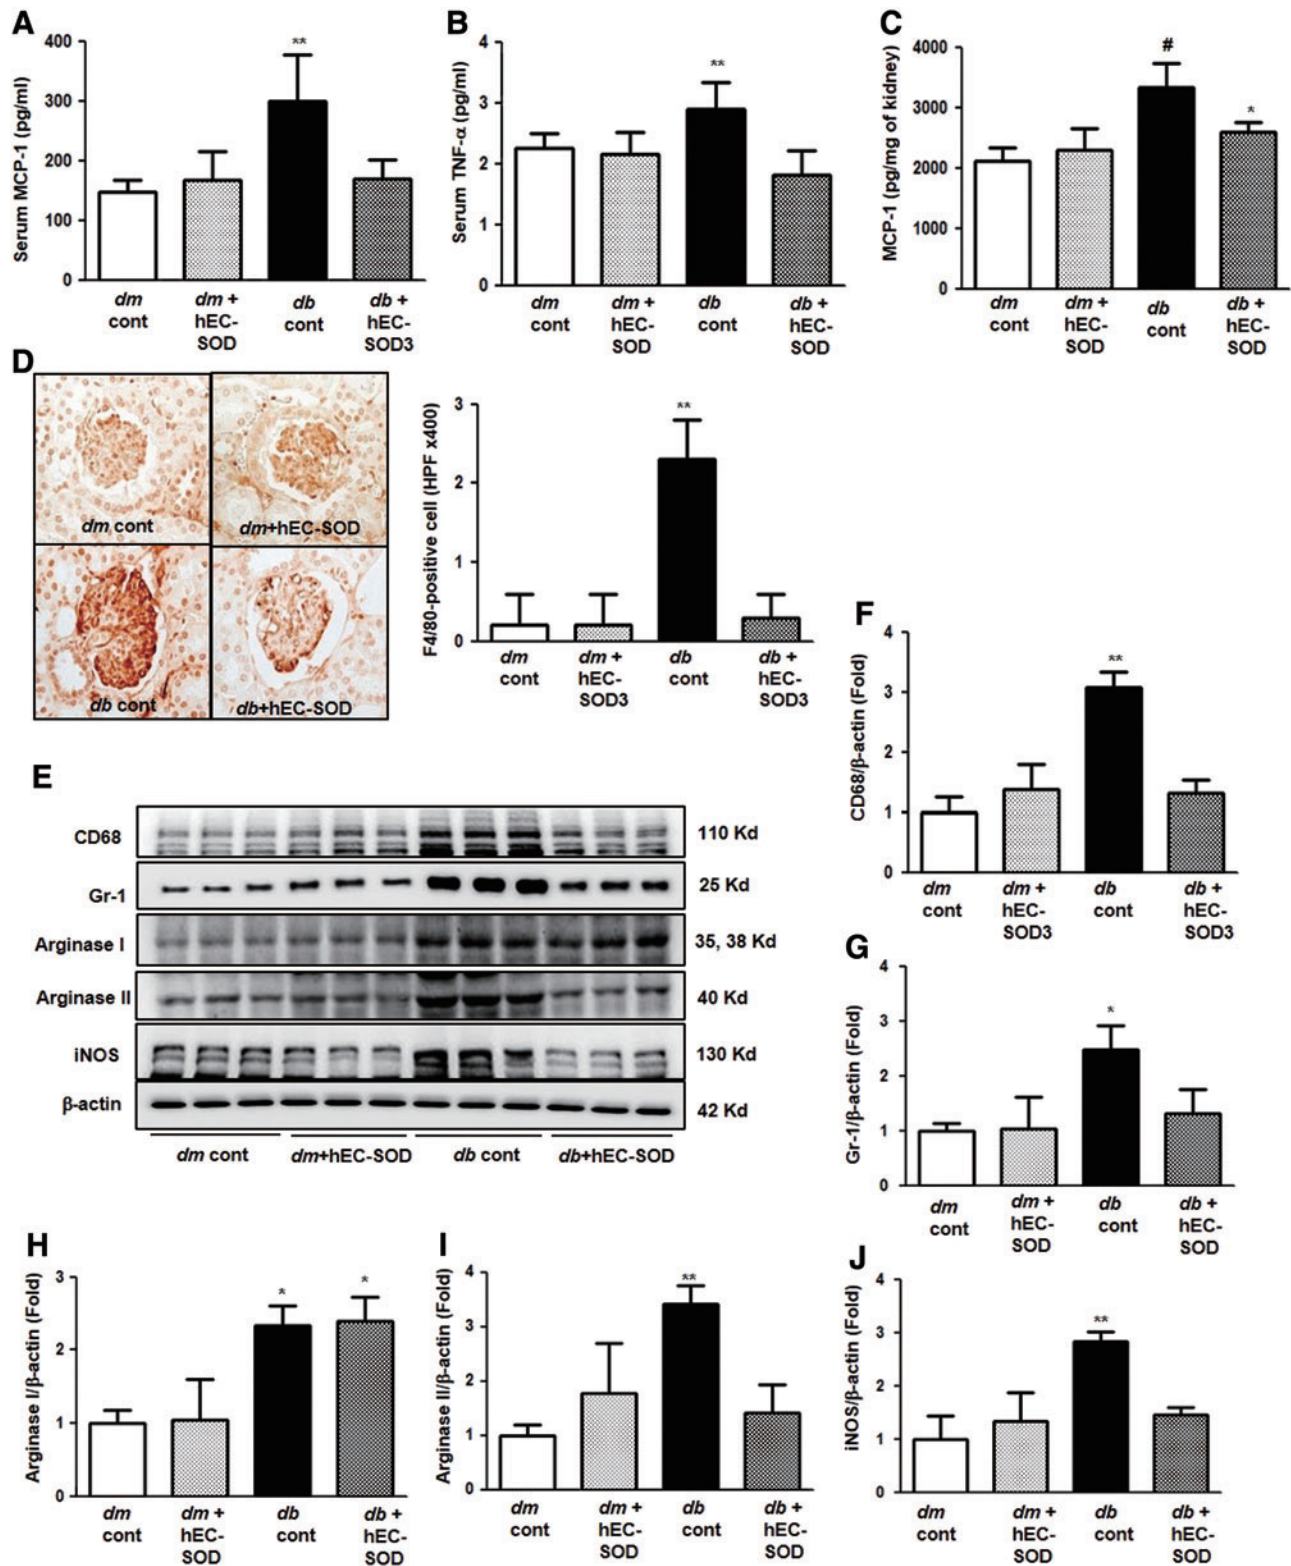 A
Serum MCP-1 (pg/ml)
400
300
200
100
0
**
dm cont
dm + hEC-SOD
db cont
db + hEC-SOD3
B
Serum TNF-α (pg/ml)
4
3
2
1
0
**
dm cont
dm + hEC-SOD
db cont
db + hEC-SOD
C
MCP-1 (pg/mg of kidney)
4000
3000
2000
1000
0
#
*
dm cont
dm + hEC-SOD
db cont
db + hEC-SOD
D
dm cont
dm+hEC-SOD
db cont
db+hEC-SOD
F4/80-positive cell (HPF x400)
3
2
1
0
**
dm cont
dm + hEC-SOD3
db cont
db + hEC-SOD3
E
CD68
110 Kd
Gr-1
25 Kd
Arginase I
35, 38 Kd
Arginase II
40 Kd
iNOS
130 Kd
β-actin
42 Kd
dm cont
dm+hEC-SOD
db cont
db+hEC-SOD
F
CD68/β-actin (Fold)
4
3
2
1
0
**
dm cont
dm + hEC-SOD3
db cont
db + hEC-SOD3
G
Gr-1/β-actin (Fold)
4
3
2
1
0
*
dm cont
dm + hEC-SOD
db cont
db + hEC-SOD
H
Arginase I/β-actin (Fold)
3
2
1
0
*
*
dm cont
dm + hEC-SOD
db cont
db + hEC-SOD
I
Arginase II/β-actin (Fold)
4
3
2
1
0
**
dm cont
dm + hEC-SOD
db cont
db + hEC-SOD
J
iNOS/β-actin (Fold)
4
3
2
1
0
**
dm cont
dm + hEC-SOD
db cont
db + hEC-SOD